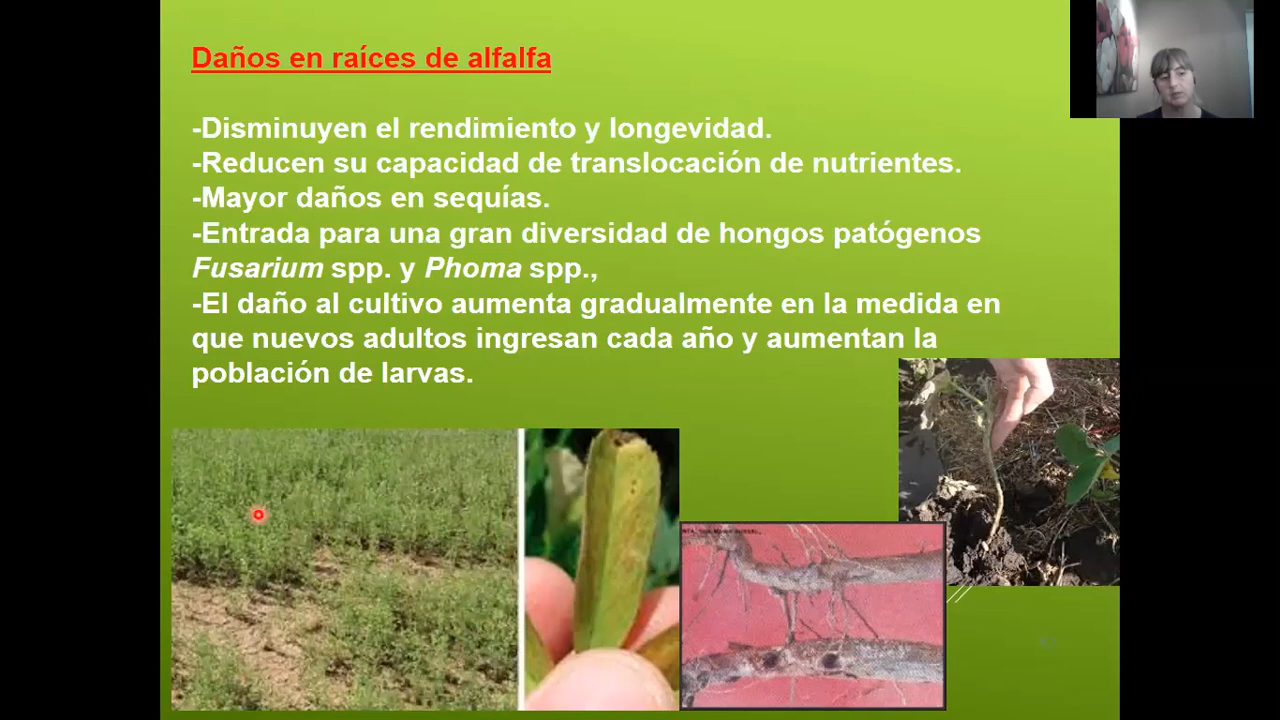 Daños en raíces de alfalfa
-Disminuyen el rendimiento y longevidad.
-Reducen su capacidad de translocación de nutrientes.
-Mayor daños en sequías.
-Entrada para una gran diversidad de hongos patógenos
Fusarium spp. y Phoma spp.,
-El daño al cultivo aumenta gradualmente en la medida en
que nuevos adultos ingresan cada año y aumentan la
población de larvas.